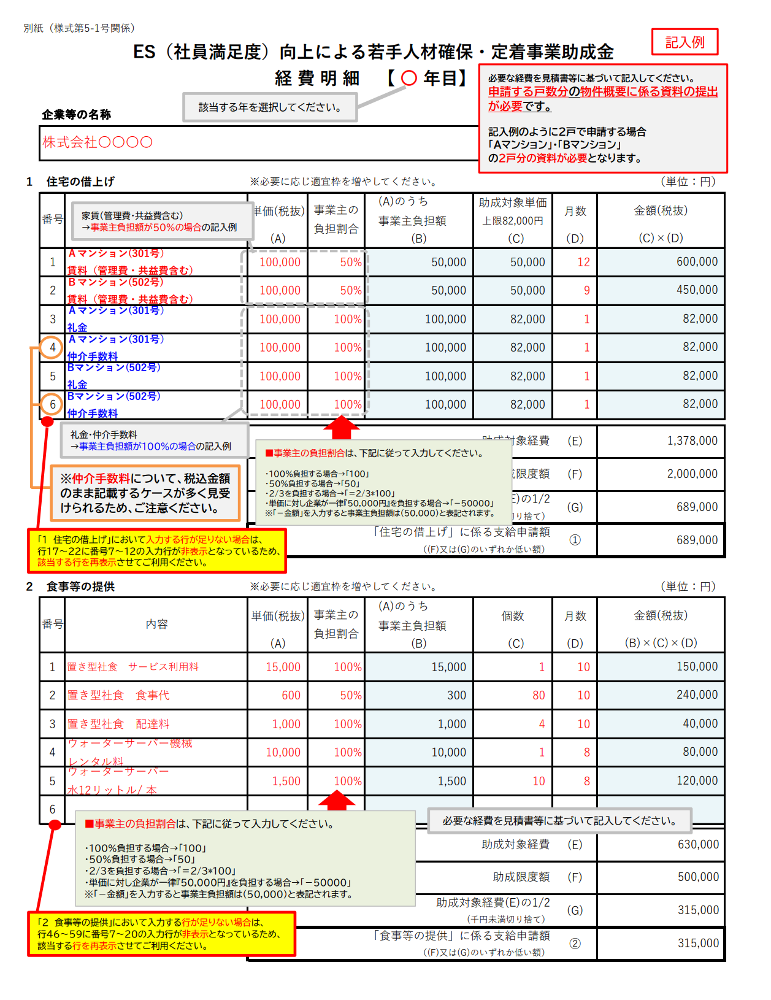 別紙（様式第5-1号関係）
記入例
ES（社員満足度）向上による若手人材確保・定着事業助成金
経 費 明 細　【 〇 年目】
必要な経費を見積書等に基づいて記入してください。
申請する戸数分の物件概要に係る資料の提出
が必要です。
記入例のように2戸で申請する場合
「Aマンション」・「Bマンション」
の2戸分の資料が必要となります。
該当する年を選択してください。
企業等の名称
株式会社〇〇〇〇
1　住宅の借上げ　※必要に応じ適宜枠を増やしてください。　（単位：円）
番号
家賃(管理費・共益費含む)
→事業主負担額が50%の場合の記入例
単価(税抜)
(A)
事業主の
負担割合
(A)のうち
事業主負担額
(B)
助成対象単価
上限82,000円
(C)
月数
(D)
金額(税抜)
(C)×(D)
1　Ａマンション(301号)
賃料（管理費・共益費含む）　100,000　50%　50,000　50,000　12　600,000
2　Ｂマンション(502号)
賃料（管理費・共益費含む）　100,000　50%　50,000　50,000　9　450,000
3　Ａマンション(301号)
礼金　100,000　100%　100,000　82,000　1　82,000
4　Ａマンション(301号)
仲介手数料　100,000　100%　100,000　82,000　1　82,000
5　Bマンション(502号)
礼金　100,000　100%　100,000　82,000　1　82,000
6　Bマンション(502号)
仲介手数料　100,000　100%　100,000　82,000　1　82,000
礼金・仲介手数料
→事業主負担額が100%の場合の記入例
※仲介手数料について、税込金額
のまま記載するケースが多く見受
けられるため、ご注意ください。
■事業主の負担割合は、下記に従って入力してください。
・100%負担する場合→「100」
・50%負担する場合→「50」
・2/3を負担する場合→「＝2/3*100」
・単価に対し企業が一律『50,000円』を負担する場合→「－50000」
※「－金額」を入力すると事業主負担額は(50,000)と表記されます。
対象経費　(E)　1,378,000
限度額　(F)　2,000,000
E)の1/2
り捨て）　(G)　689,000
「住宅の借上げ」に係る支給申請額
（(F)又は(G)のいずれか低い額）　①　689,000
「1 住宅の借上げ」において入力する行が足りない場合は、
行17～22に番号7～12の入力行が非表示となっているため、
該当する行を再表示させてご利用ください。
2　食事等の提供　※必要に応じ適宜枠を増やしてください。　（単位：円）
番号
内容
単価(税抜)
(A)
事業主の
負担割合
(A)のうち
事業主負担額
(B)
個数
(C)
月数
(D)
金額(税抜)
(B)×(C)×(D)
1　置き型社食　サービス利用料　15,000　100%　15,000　1　10　150,000
2　置き型社食　食事代　600　50%　300　80　10　240,000
3　置き型社食　配達料　1,000　100%　1,000　4　10　40,000
4　ウォーターサーバー機械
レンタル料　10,000　100%　10,000　1　8　80,000
5　ウォーターサーバー
水12リットル/本　1,500　100%　1,500　10　8　120,000
6
■事業主の負担割合は、下記に従って入力してください。
・100%負担する場合→「100」
・50%負担する場合→「50」
・2/3を負担する場合→「＝2/3*100」
・単価に対し企業が一律『50,000円』を負担する場合→「－50000」
※「－金額」を入力すると事業主負担額は(50,000)と表記されます。
必要な経費を見積書等に基づいて記入してください。
助成対象経費　(E)　630,000
助成限度額　(F)　500,000
助成対象経費(E)の1/2
（千円未満切り捨て）　(G)　315,000
「食事等の提供」に係る支給申請額
（(F)又は(G)のいずれか低い額）　②　315,000
「2 食事等の提供」において入力する行が足りない場合は、
行46～59に番号7～20の入力行が非表示となっているため、
該当する行を再表示させてご利用ください。